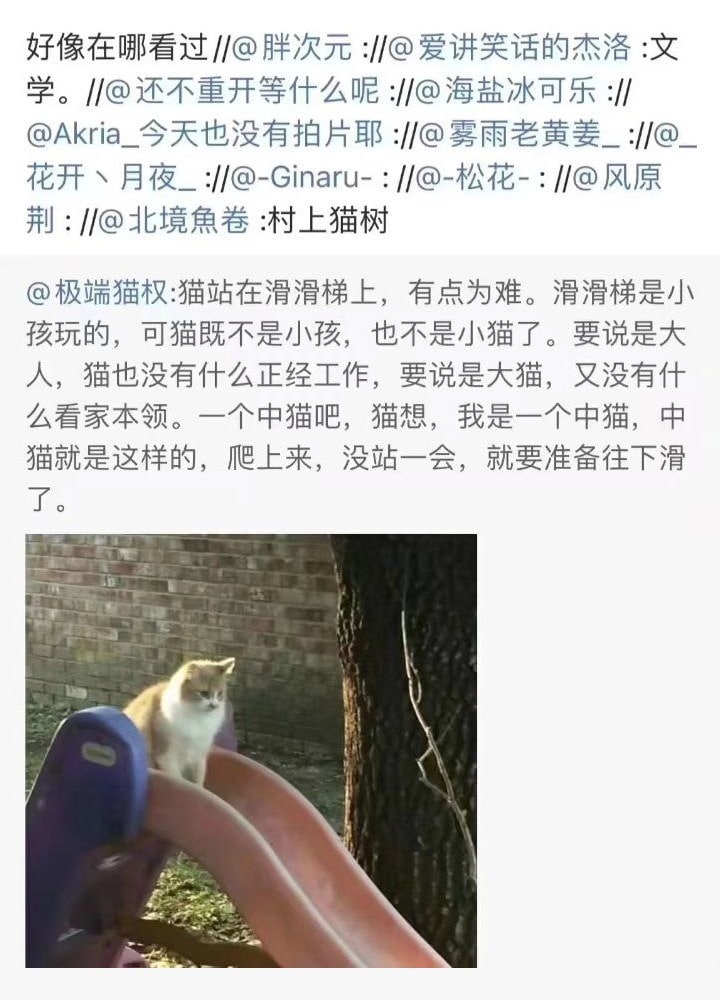 好像在哪看过//@胖次元 ://@爱讲笑话的杰洛 :文
学。//@还不重开等什么呢 ://@海盐冰可乐 ://
@Akria_今天也没有拍片耶 ://@雾雨老黄姜_ ://@_
花开丶月夜_ ://@-Ginaru- : //@-松花- : //@风原
荆 : //@北境魚卷 :村上猫树
@极端猫权:猫站在滑滑梯上，有点为难。滑滑梯是小
孩玩的，可猫既不是小孩，也不是小猫了。要说是大
人，猫也没有什么正经工作，要说是大猫，又没有什
么看家本领。一个中猫吧，猫想，我是一个中猫，中
猫就是这样的，爬上来，没站一会，就要准备往下滑
了。